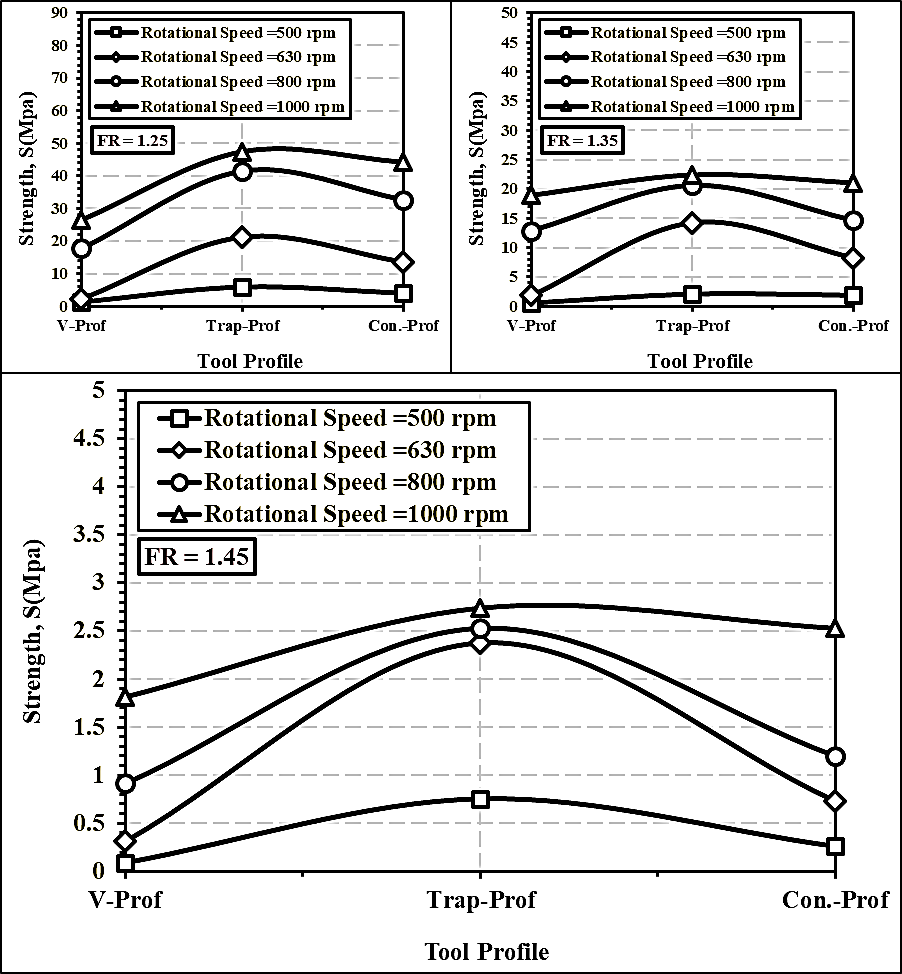 90
80
70
60
50
40
30
20
10
0
Strength, S(Mpa)
Rotational Speed =500 rpm
Rotational Speed =630 rpm
Rotational Speed =800 rpm
Rotational Speed =1000 rpm
FR = 1.25
V-Prof Trap-Prof Con.-Prof
Tool Profile
50
45
40
35
30
25
20
15
10
5
0
Strength, S(Mpa)
Rotational Speed =500 rpm
Rotational Speed =630 rpm
Rotational Speed =800 rpm
Rotational Speed =1000 rpm
FR = 1.35
V-Prof Trap-Prof Con.-Prof
Tool Profile
5
4.5
4
3.5
3
2.5
2
1.5
1
0.5
0
Strength, S(Mpa)
Rotational Speed =500 rpm
Rotational Speed =630 rpm
Rotational Speed =800 rpm
Rotational Speed =1000 rpm
FR = 1.45
V-Prof Trap-Prof Con.-Prof
Tool Profile